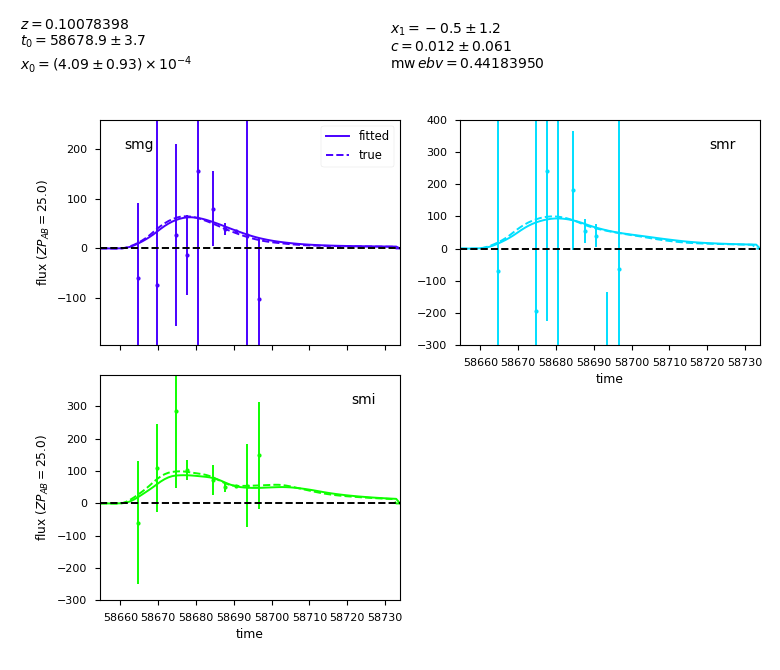 z = 0.10078398
t0 = 58678.9 ± 3.7
x0 = (4.09 ± 0.93) × 10^−4
x1 = −0.5 ± 1.2
c = 0.012 ± 0.061
mw ebv = 0.44183950
smg
fitted
true
200
100
0
−100
flux (ZP_AB = 25.0)
smr
400
300
200
100
0
−100
−200
−300
58660 58670 58680 58690 58700 58710 58720 58730
time
smi
300
200
100
0
−100
−200
−300
flux (ZP_AB = 25.0)
58660 58670 58680 58690 58700 58710 58720 58730
time